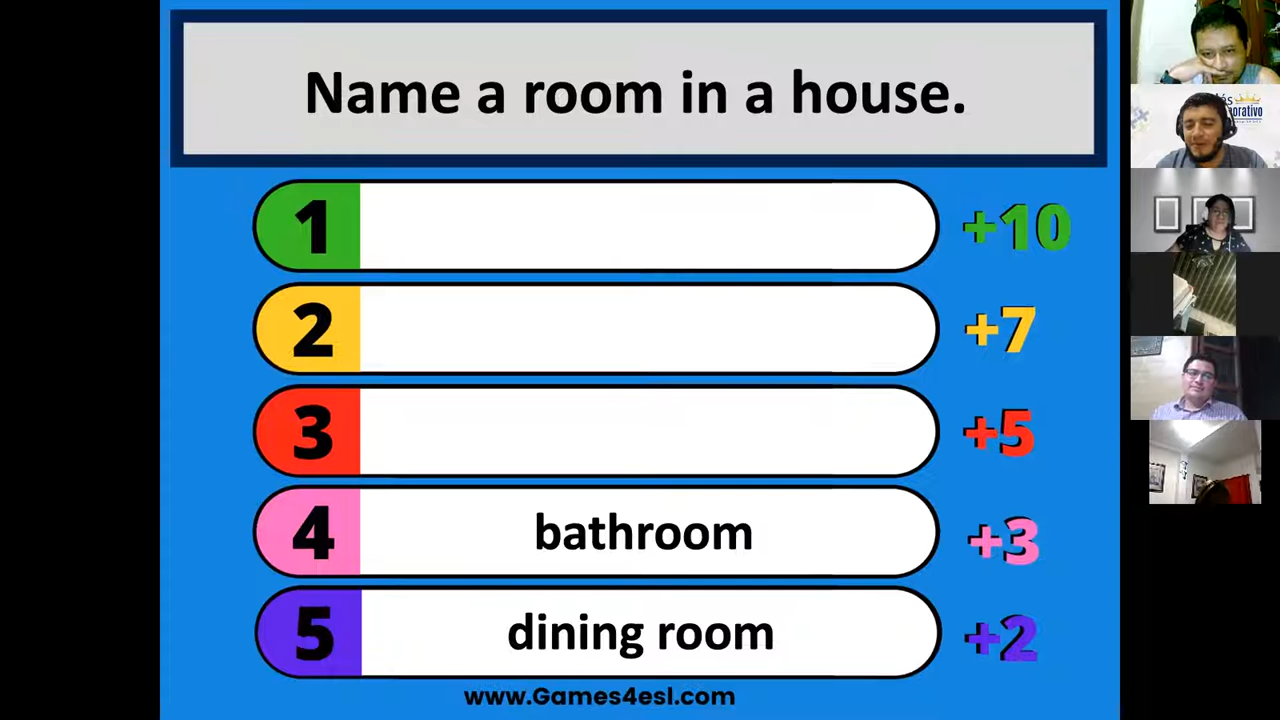 Name a room in a house.
1 +10
2 +7
3 +5
4 bathroom +3
5 dining room +2
www.Games4esl.com